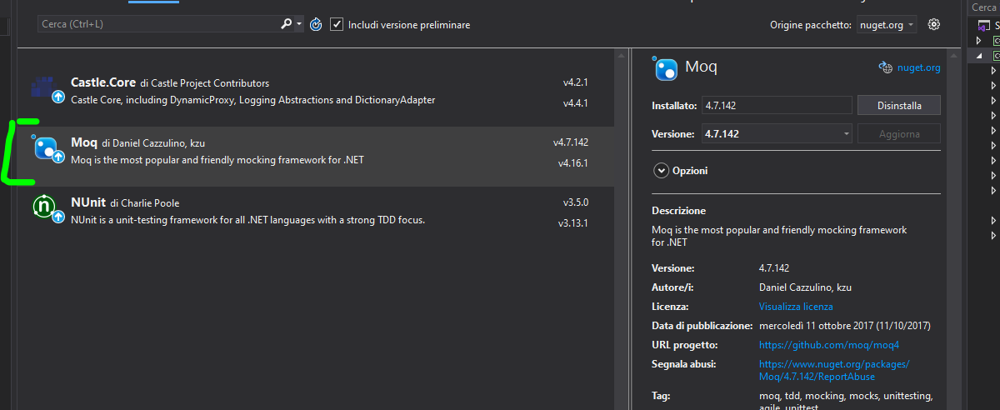 Cerca (Ctrl+L)
Includi versione preliminare
Origine pacchetto:
nuget.org
Cerca
Castle.Core di Castle Project Contributors
v4.2.1
Castle Core, including DynamicProxy, Logging Abstractions and DictionaryAdapter
v4.4.1
Moq di Daniel Cazzulino, kzu
v4.7.142
Moq is the most popular and friendly mocking framework for .NET
v4.16.1
n
NUnit di Charlie Poole
v3.5.0
NUnit is a unit-testing framework for all .NET languages with a strong TDD focus.
v3.13.1
Moq
nuget.org
Installato:
4.7.142
Disinstalla
Versione:
4.7.142
Aggiorna
Opzioni
Descrizione
Moq is the most popular and friendly mocking framework
for .NET
Versione: 4.7.142
Autore/i: Daniel Cazzulino, kzu
Licenza: Visualizza licenza
Data di pubblicazione: mercoledì 11 ottobre 2017 (11/10/2017)
URL progetto: https://github.com/moq/moq4
Segnala abusi: https://www.nuget.org/packages/
Moq/4.7.142/ReportAbuse
Tag: moq, tdd, mocking, mocks, unittesting,
agile, unittest